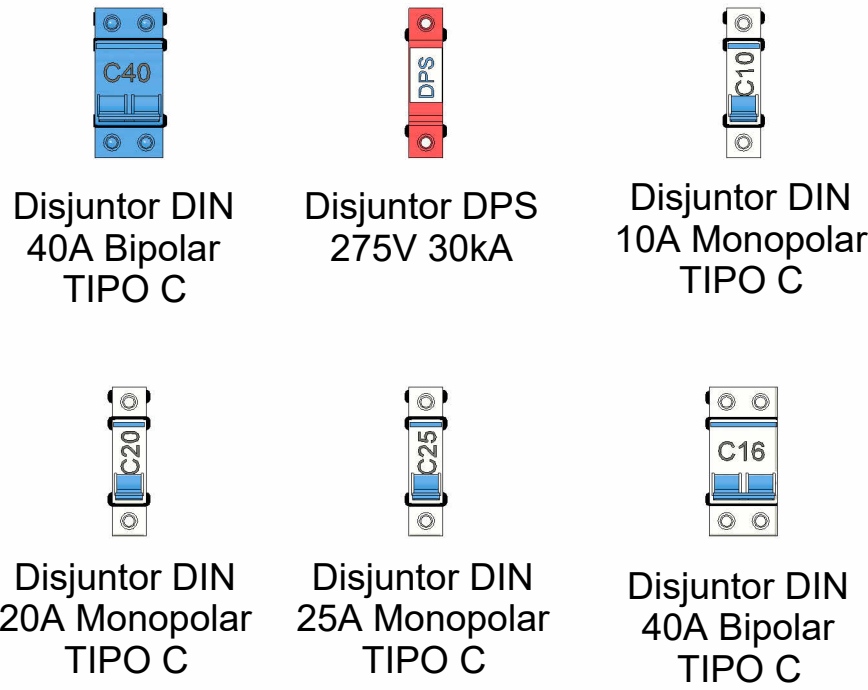 C40
DPS
C10
Disjuntor DIN
40A Bipolar
TIPO C
Disjuntor DPS
275V 30kA
Disjuntor DIN
10A Monopolar
TIPO C
C20
C25
C16
Disjuntor DIN
20A Monopolar
TIPO C
Disjuntor DIN
25A Monopolar
TIPO C
Disjuntor DIN
40A Bipolar
TIPO C